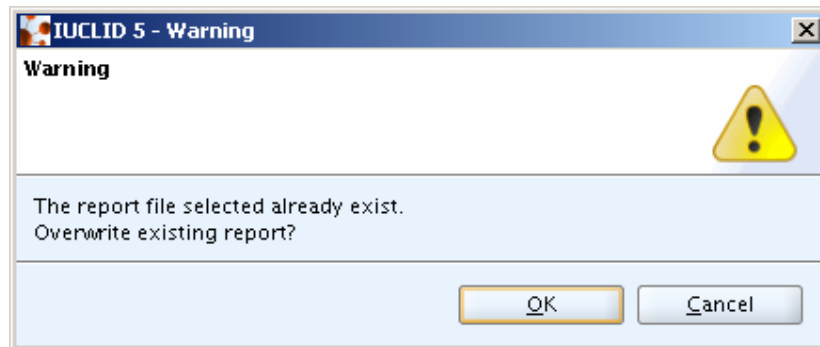 IUCLID 5 - Warning
Warning
The report file selected already exist.
Overwrite existing report?
OK
Cancel